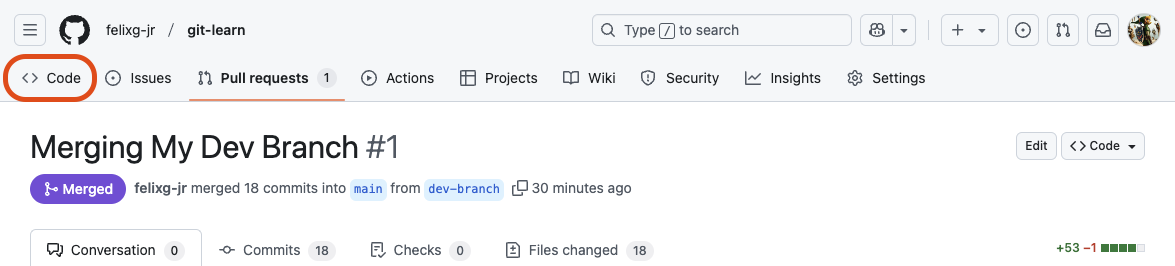 felixg-jr / git-learn Type / to search
Code Issues Pull requests 1 Actions Projects Wiki Security Insights Settings
Merging My Dev Branch #1 Edit <> Code
Merged felixg-jr merged 18 commits into main from dev-branch 30 minutes ago
Conversation 0 Commits 18 Checks 0 Files changed 18 +53 −1